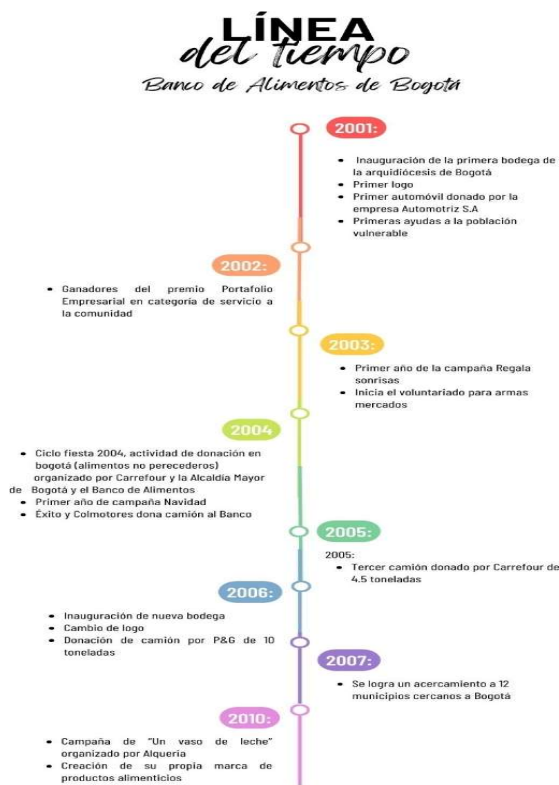 LÍNEA
del tiempo
Banco de Alimentos de Bogotá
2001:
• Inauguración de la primera bodega de
la arquidiócesis de Bogotá
• Primer logo
• Primer automóvil donado por la
empresa Automotriz S.A
• Primeras ayudas a la población
vulnerable
2002:
• Ganadores del premio Portafolio
Empresarial en categoría de servicio a
la comunidad
2003:
• Primer año de la campaña Regala
sonrisas
• Inicia el voluntariado para armas
mercados
2004
• Ciclo fiesta 2004, actividad de donación en
bogotá (alimentos no perecederos)
organizado por Carrefour y la Alcaldía Mayor
de Bogotá y el Banco de Alimentos
• Primer año de campaña Navidad
• Éxito y Colmotores dona camión al Banco
2005:
2005:
• Tercer camión donado por Carrefour de
4.5 toneladas
2006:
• Inauguración de nueva bodega
• Cambio de logo
• Donación de camión por P&G de 10
toneladas
2007:
• Se logra un acercamiento a 12
municipios cercanos a Bogotá
2010:
• Campaña de "Un vaso de leche"
organizado por Alquería
• Creación de su propia marca de
productos alimenticios